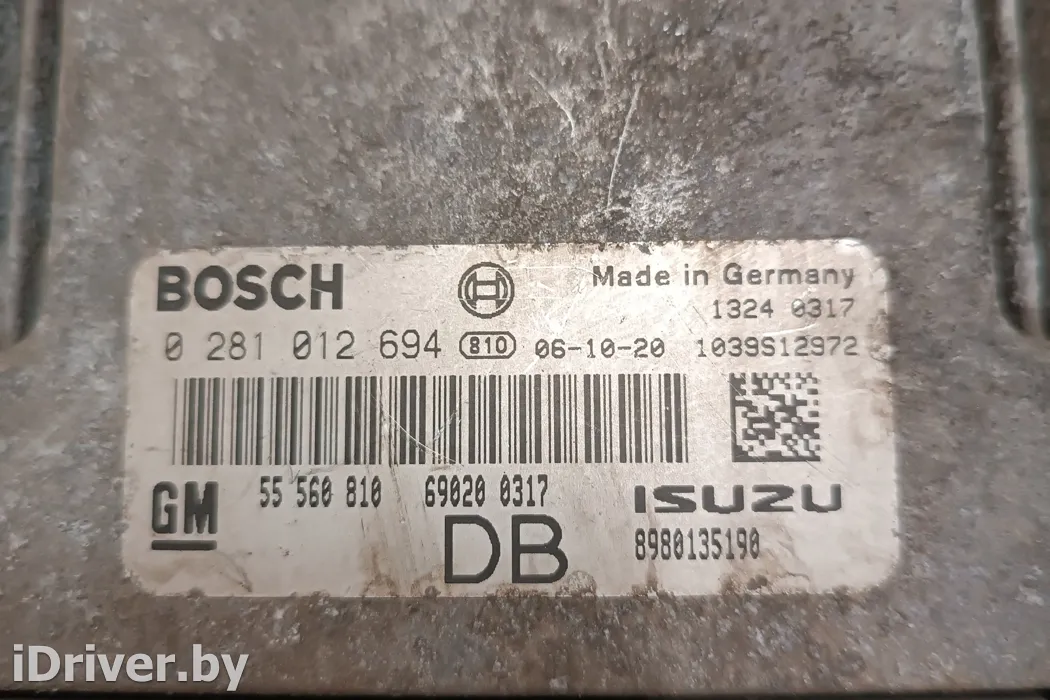 BOSCH Made in Germany
1324 0317
0 281 012 694 810 06-10-20 1039S12972
55 560 810 69020 0317 ISUZU
GM DB 8980135190
iDriver.by